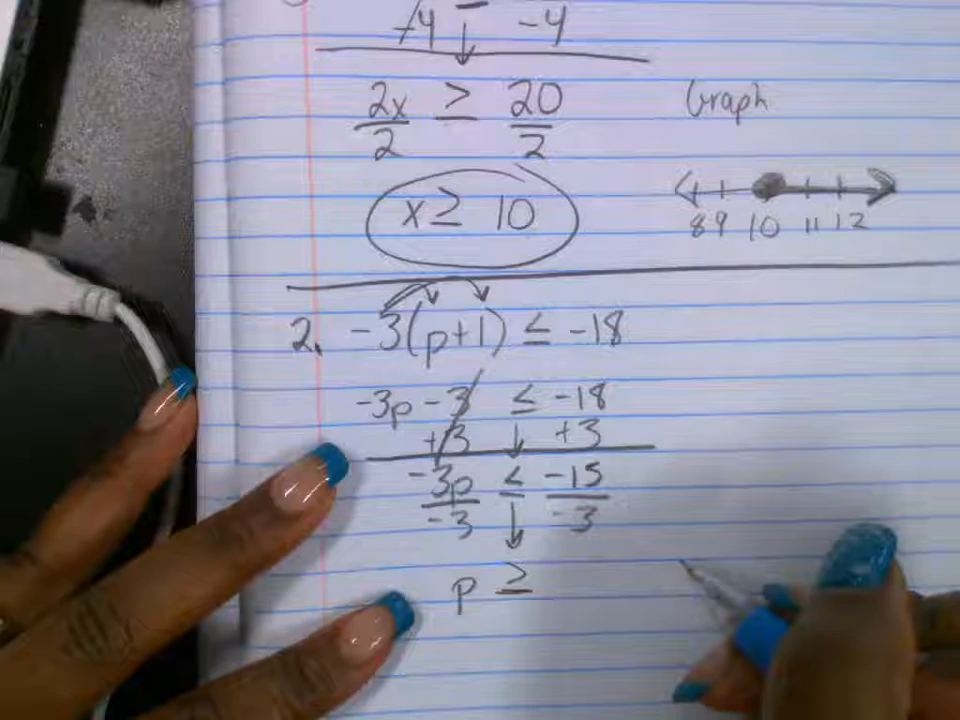 -4 - -4
2x ≥ 20 Graph
2 2
x ≥ 10
8 9 10 11 12
2. -3(p+1) ≤ -18
-3p -3 ≤ -18
+3 +3
-3p ≤ -15
-3 -3
p ≥